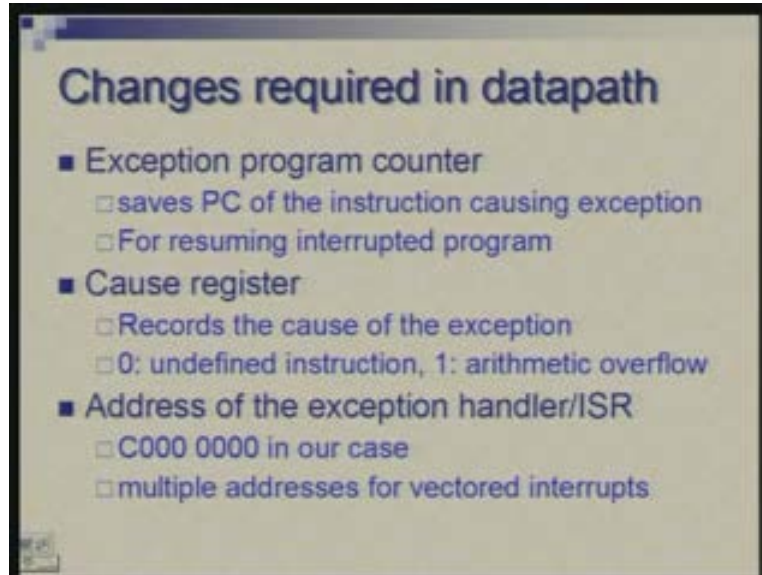 Changes required in datapath
Exception program counter
saves PC of the instruction causing exception
For resuming interrupted program
Cause register
Records the cause of the exception
0: undefined instruction, 1: arithmetic overflow
Address of the exception handler/ISR
C000 0000 in our case
multiple addresses for vectored interrupts